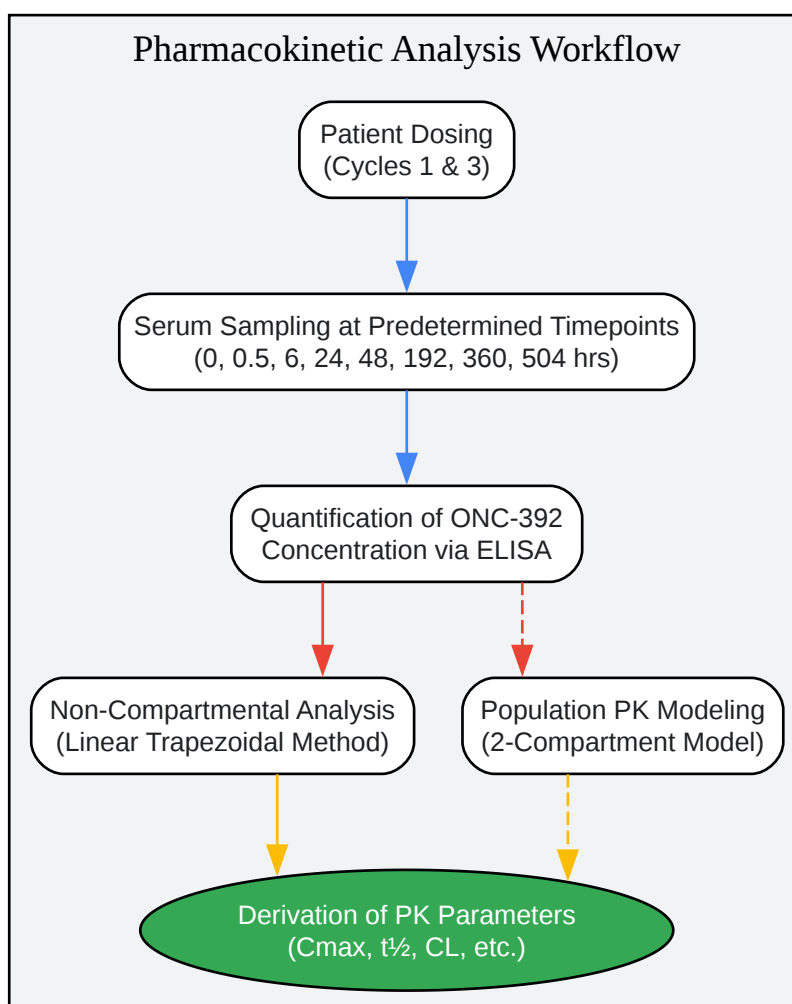 Pharmacokinetic Analysis Workflow
Patient Dosing
(Cycles 1 & 3)
Serum Sampling at Predetermined Timepoints
(0, 0.5, 6, 24, 48, 192, 360, 504 hrs)
Quantification of ONC-392
Concentration via ELISA
Non-Compartmental Analysis
(Linear Trapezoidal Method)
Population PK Modeling
(2-Compartment Model)
Derivation of PK Parameters
(Cmax, t½, CL, etc.)